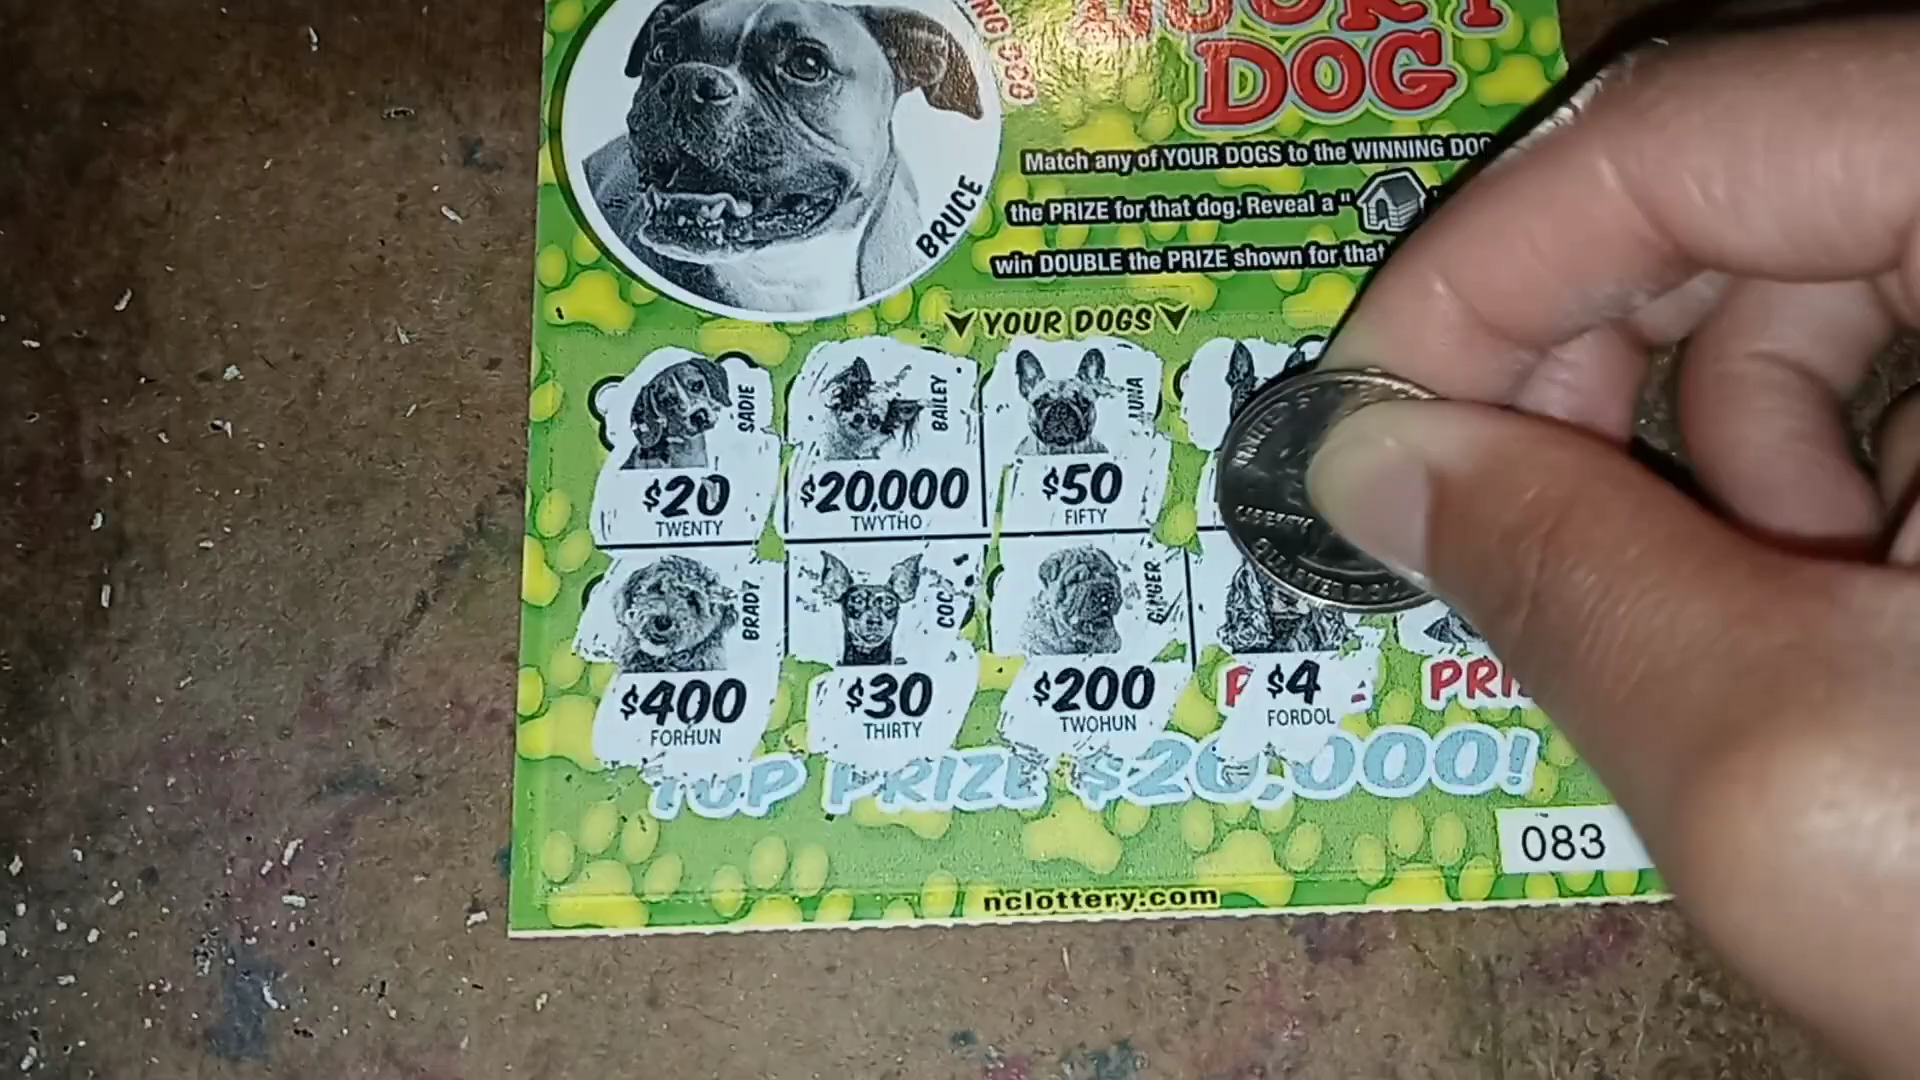 DOG
BRUCE
Match any of YOUR DOGS to the WINNING DOG
the PRIZE for that dog. Reveal a "
win DOUBLE the PRIZE shown for that
YOUR DOGS
SADIE
BAILEY
LUNA
$20
$20,000
$50
TWENTY
TWYTHO
FIFTY
BRADY
GINGER
$400
$30
$200
$4
FORHUN
THIRTY
TWOHUN
FORDOL
TOP PRIZE $20,000!
083
nclottery.com
LIBERTY
QUARTER